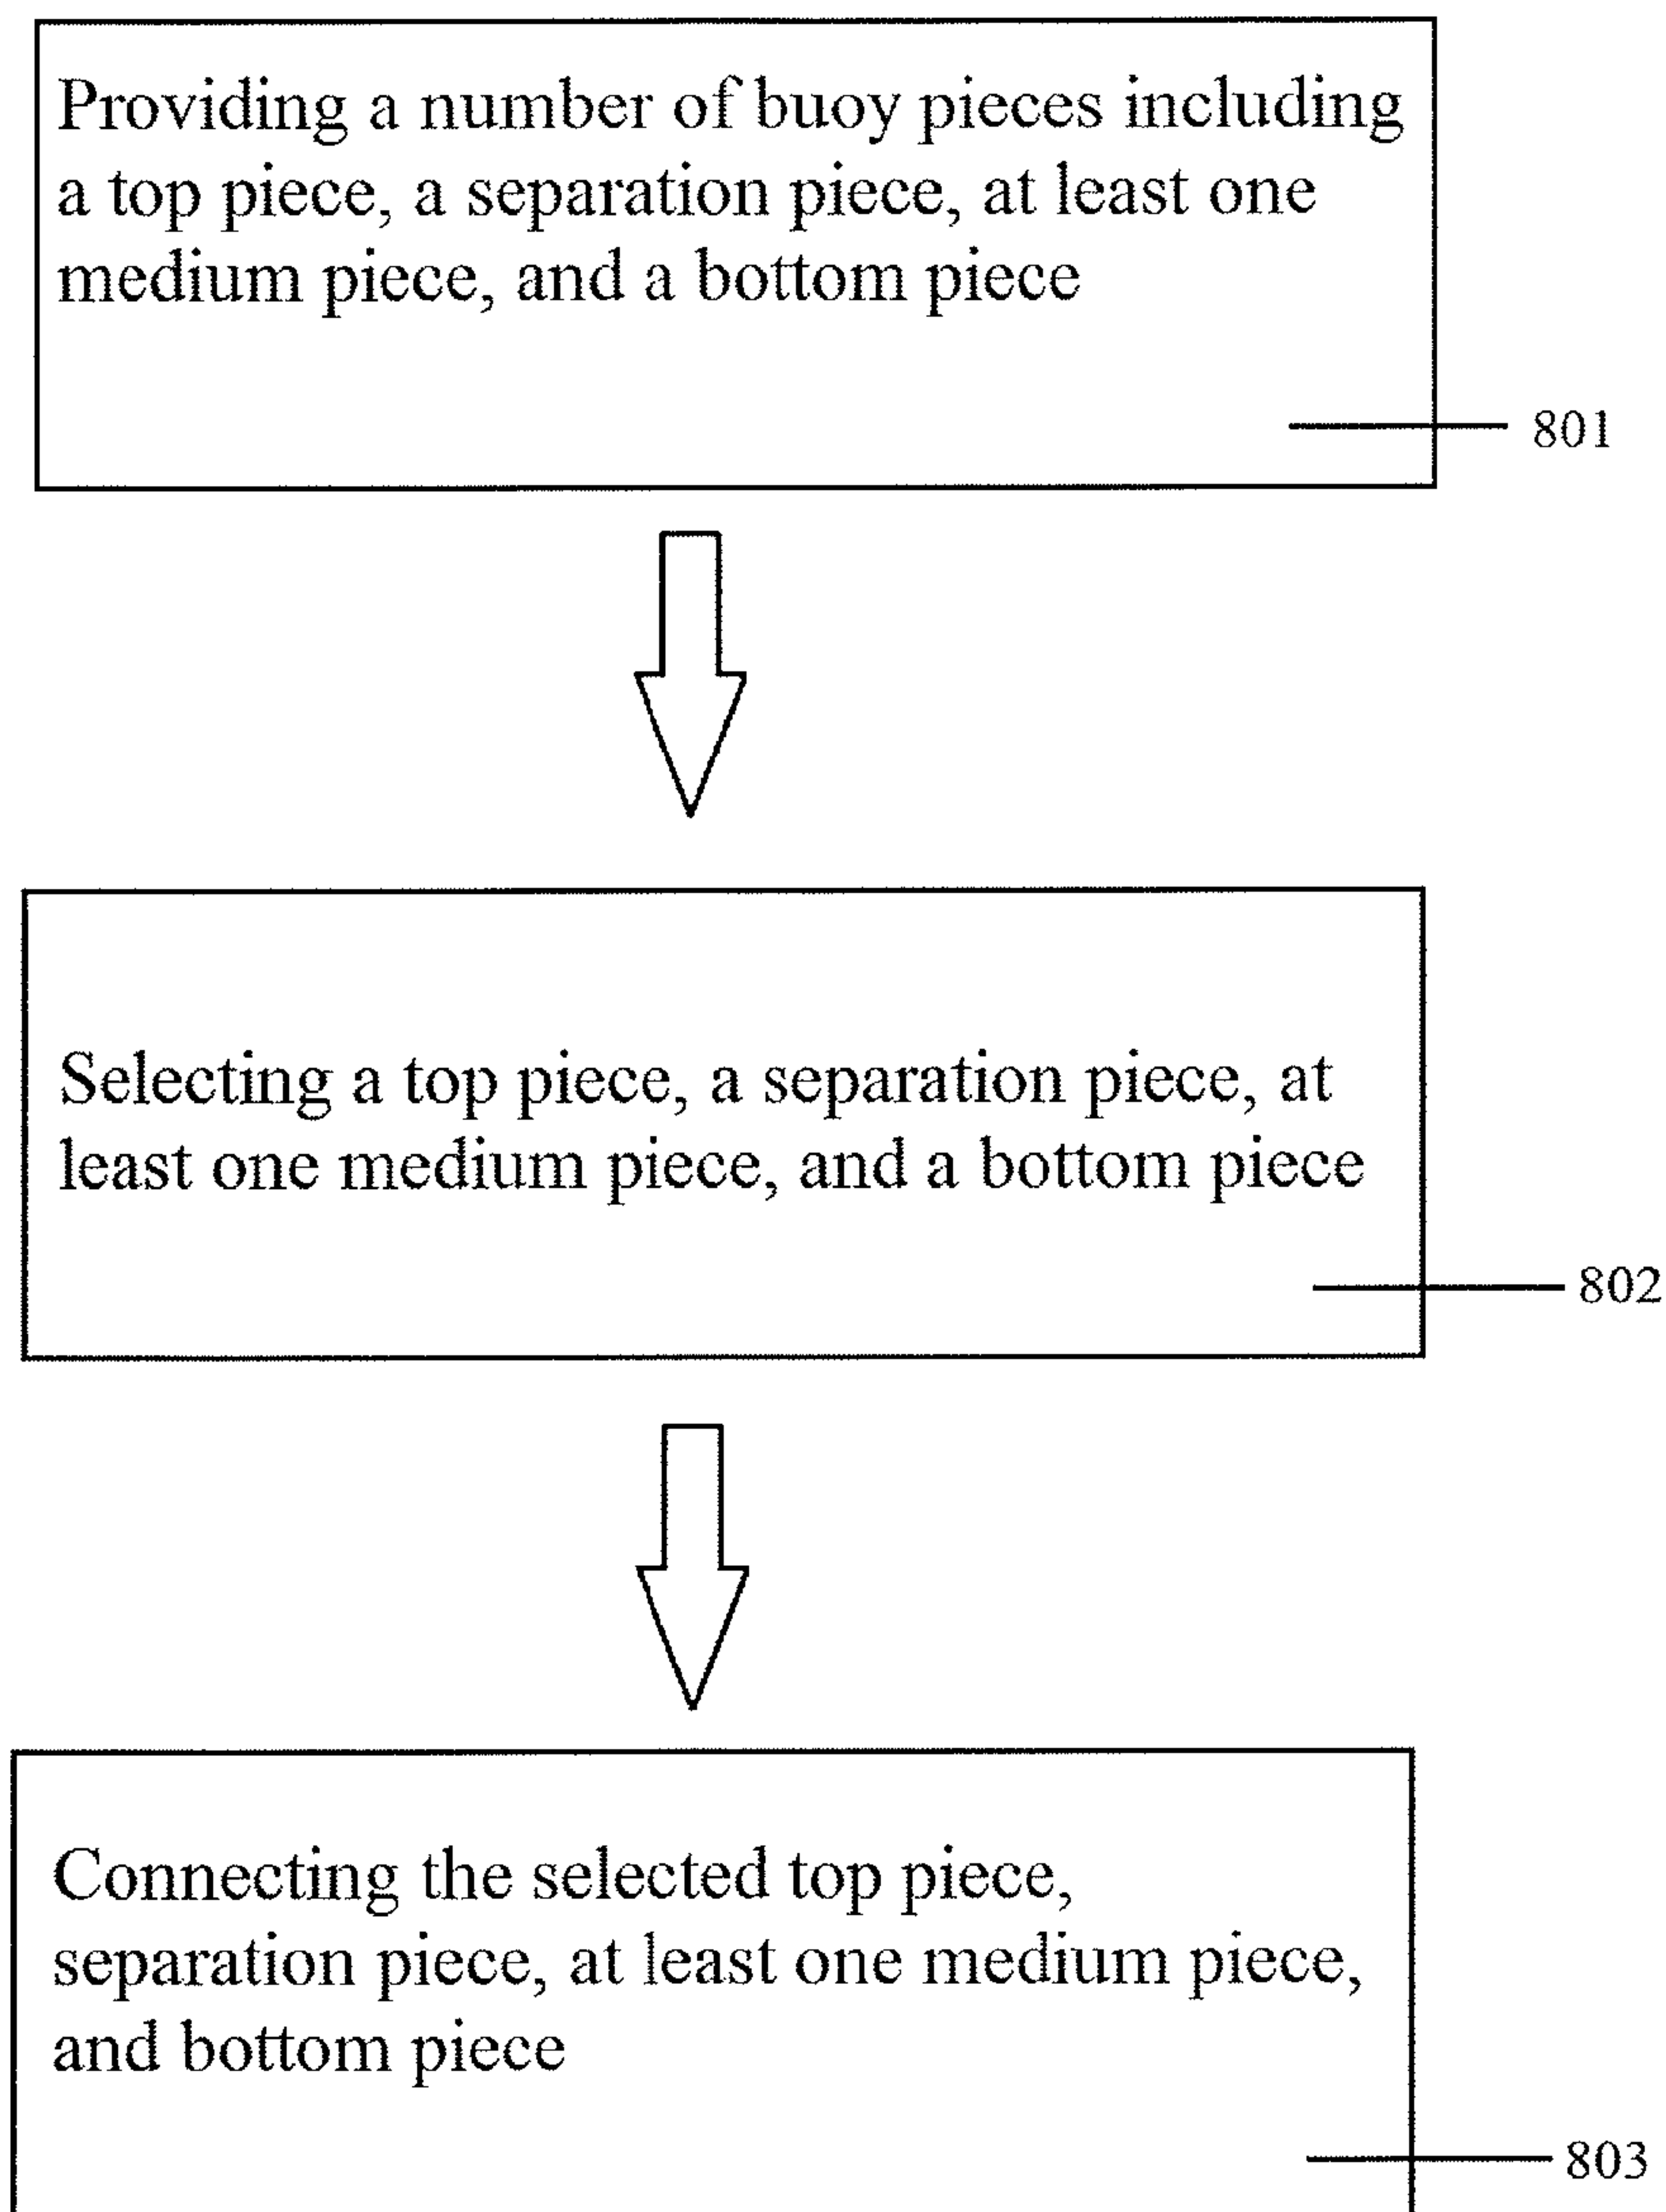 Providing a number of buoy pieces including
a top piece, a separation piece, at least one
medium piece, and a bottom piece
801
Selecting a top piece, a separation piece, at
least one medium piece, and a bottom piece
802
Connecting the selected top piece,
separation piece, at least one medium piece,
and bottom piece
803